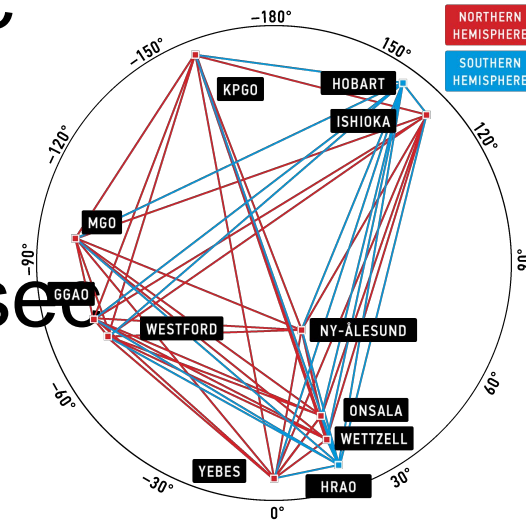 NORTHERN
HEMISPHERE
SOUTHERN
HEMISPHERE
-180°
-150°
150°
HOBART
KPGO
ISHIOKA
120°
-120°
MGO
-90°
90°
GGAO
see
WESTFORD
NY-ÅLESUND
60°
-60°
ONSALA
WETTZELL
YEBES
HRAO
30°
-30°
0°